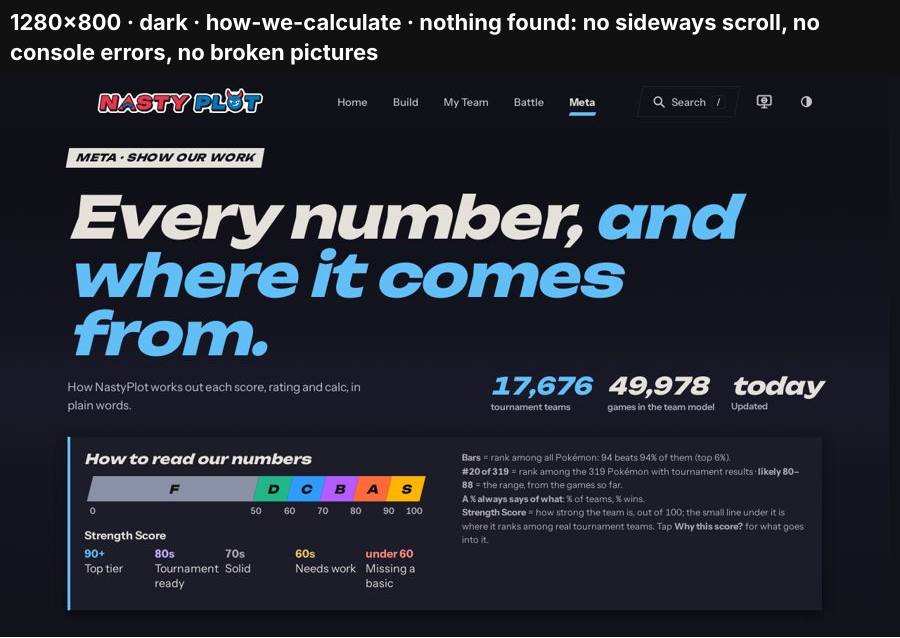 1280×800 · dark · how-we-calculate · nothing found: no sideways scroll, no
console errors, no broken pictures
NASTY PLOT
Home Build My Team Battle Meta Search /
META · SHOW OUR WORK
Every number, and
where it comes
from.
How NastyPlot works out each score, rating and calc, in
plain words.
17,676 49,978 today
tournament teams games in the team model Updated
How to read our numbers
F D C B A S
0 50 60 70 80 90 100
Strength Score
90+ 80s 70s 60s under 60
Top tier Tournament Solid Needs work Missing a
ready basic
Bars = rank among all Pokémon: 94 beats 94% of them (top 6%).
#20 of 319 = rank among the 319 Pokémon with tournament results · likely 80–
88 = the range, from the games so far.
A % always says of what: % of teams, % wins.
Strength Score = how strong the team is, out of 100; the small line under it is
where it ranks among real tournament teams. Tap Why this score? for what goes
into it.